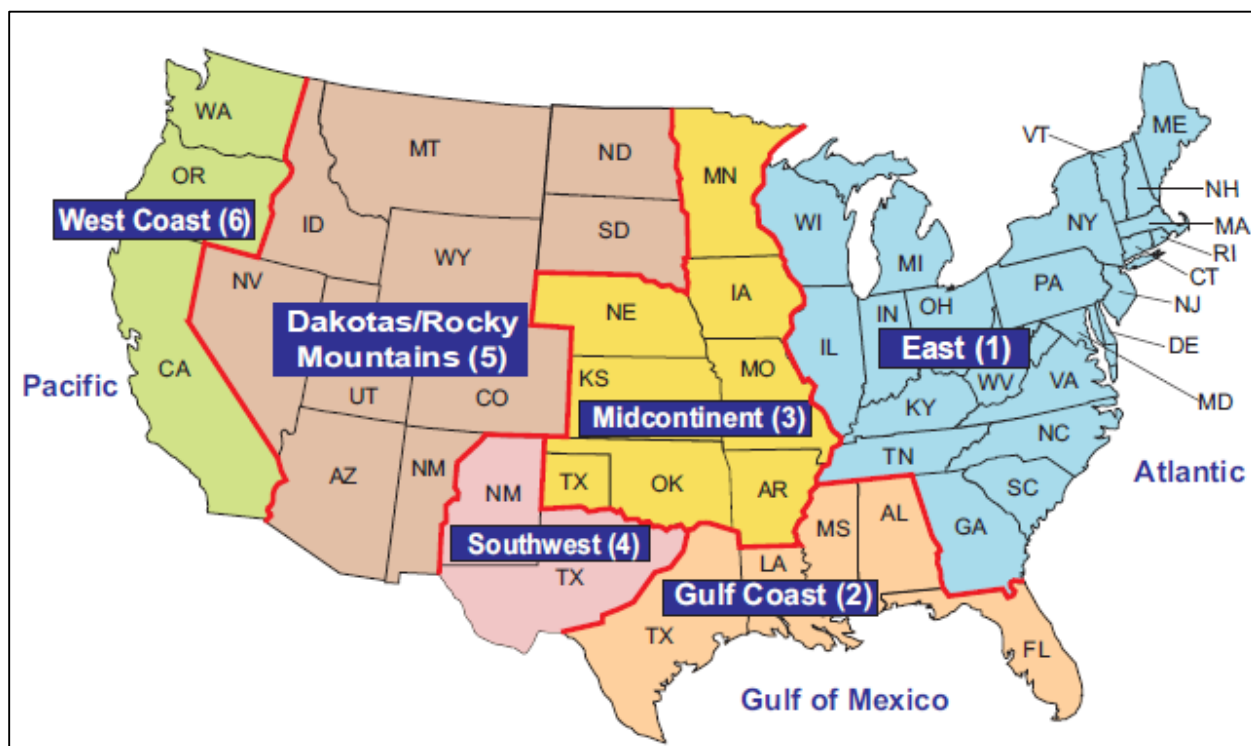 WA
MT
ND
MN
VT
ME
OR
NH
West Coast (6)
ID
SD
WI
NY
MA
WY
MI
RI
CT
NV
IA
PA
NJ
NE
IN
OH
Dakotas/Rocky
Mountains (5)
IL
East (1)
DE
CA
MO
WV
VA
MD
Pacific
KS
UT
CO
Midcontinent (3)
KY
NC
TN
Atlantic
AZ
NM
NM
TX
OK
AR
SC
MS
AL
GA
Southwest (4)
LA
TX
Gulf Coast (2)
TX
FL
Gulf of Mexico